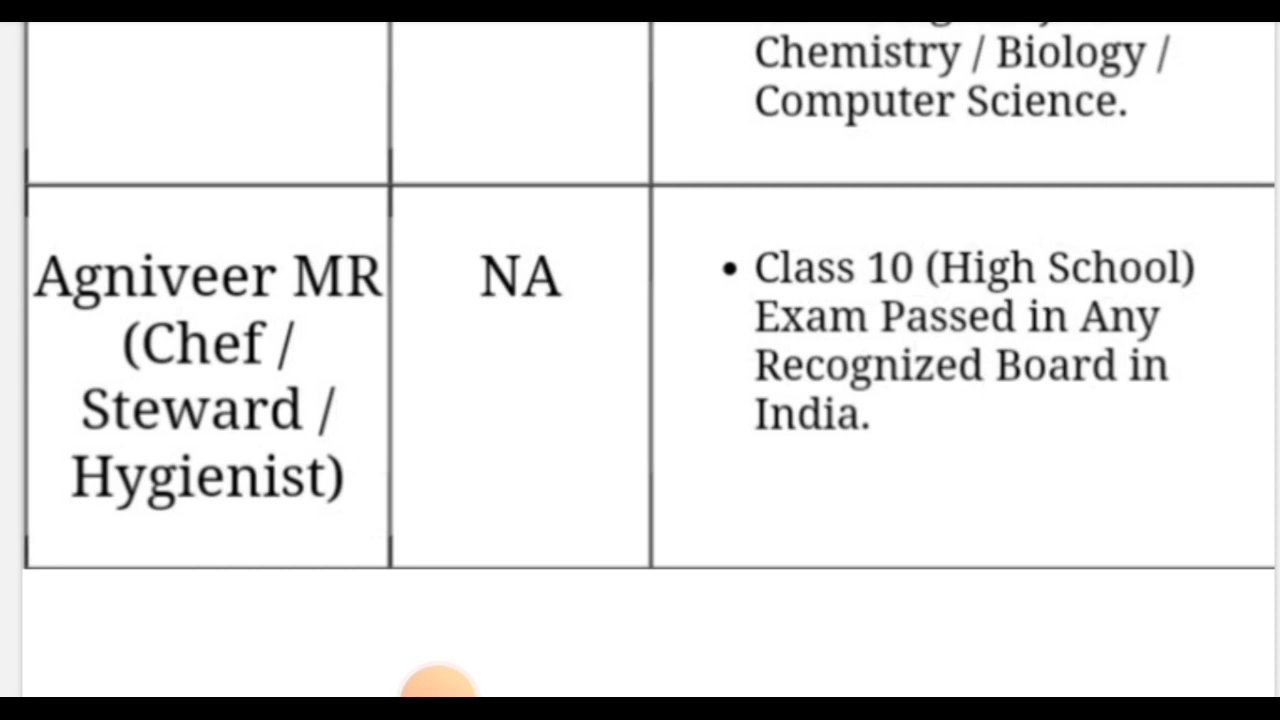 Chemistry / Biology /
Computer Science.
Agniveer MR
(Chef /
Steward /
Hygienist)
NA
• Class 10 (High School)
Exam Passed in Any
Recognized Board in
India.